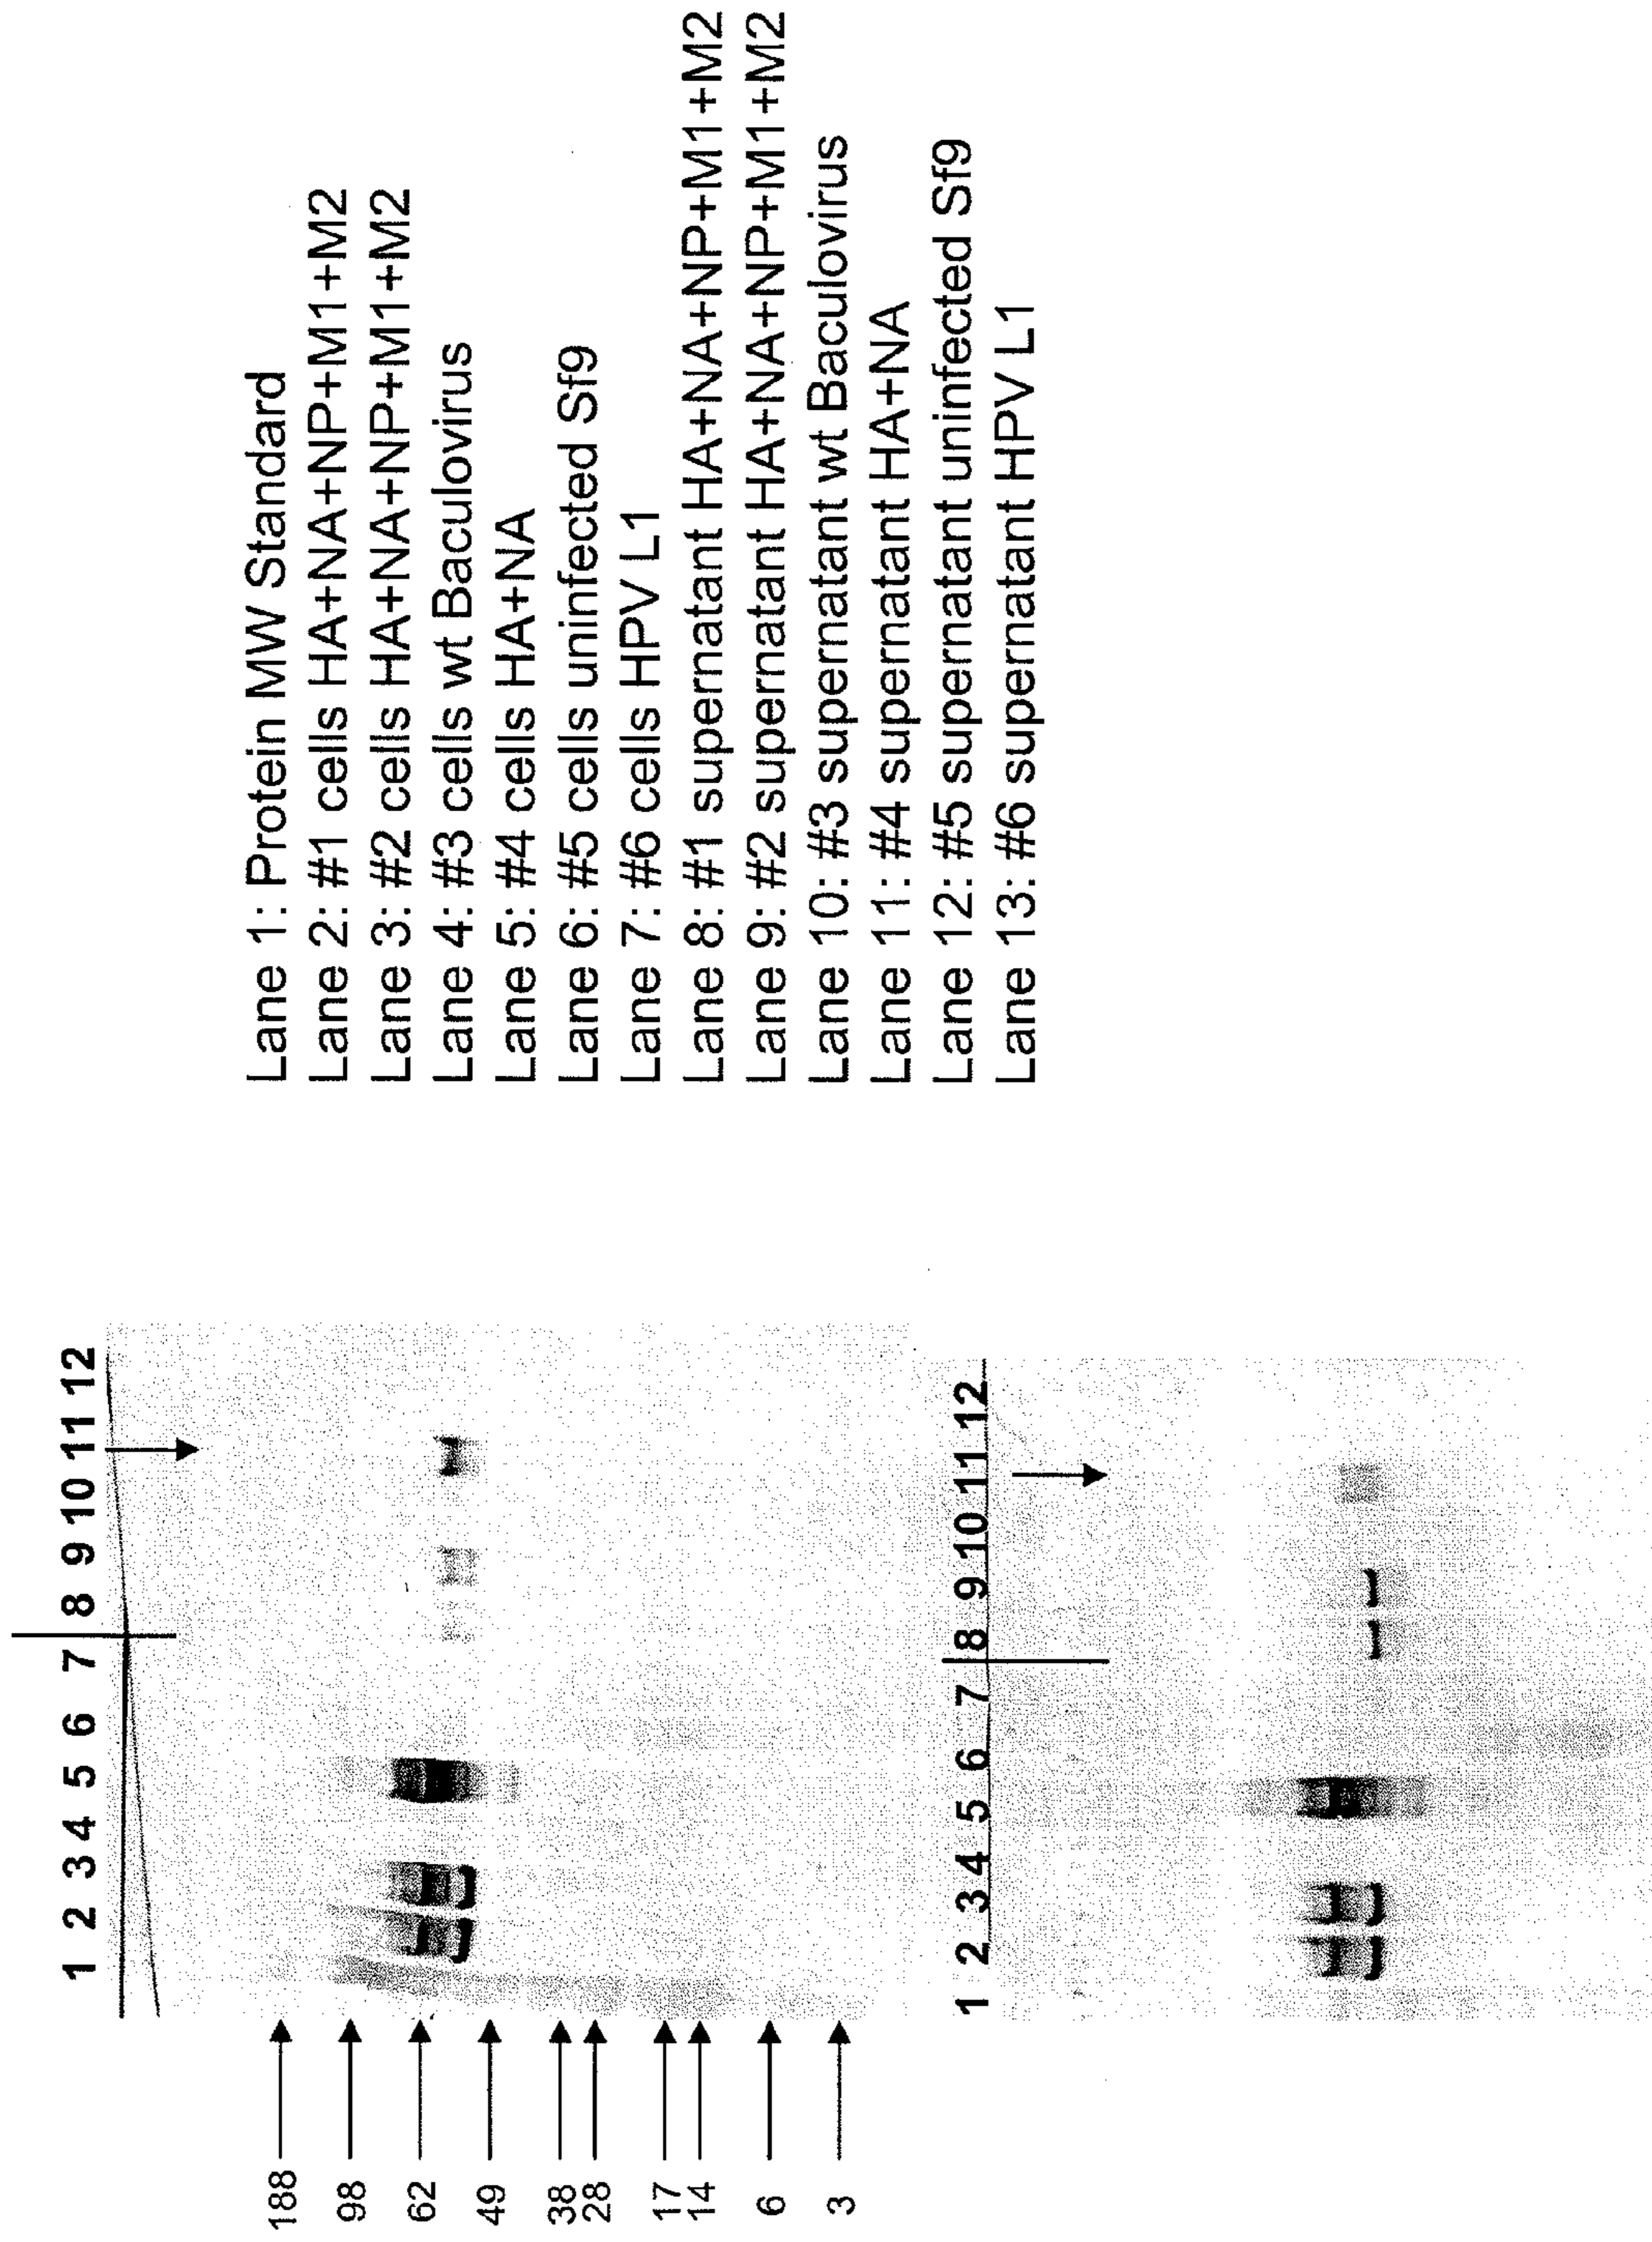 1 2 3 4 5 6 7 8 9 10 11 12
188
98
62
49
38
28
17
14
6
3
1 2 3 4 5 6 7 8 9 10 11 12
Lane 1: Protein MW Standard
Lane 2: #1 cells HA+NA+NP+M1+M2
Lane 3: #2 cells HA+NA+NP+M1+M2
Lane 4: #3 cells wt Baculovirus
Lane 5: #4 cells HA+NA
Lane 6: #5 cells uninfected Sf9
Lane 7: #6 cells HPV L1
Lane 8: #1 supernatant HA+NA+NP+M1+M2
Lane 9: #2 supernatant HA+NA+NP+M1+M2
Lane 10: #3 supernatant wt Baculovirus
Lane 11: #4 supernatant HA+NA
Lane 12: #5 supernatant uninfected Sf9
Lane 13: #6 supernatant HPV L1